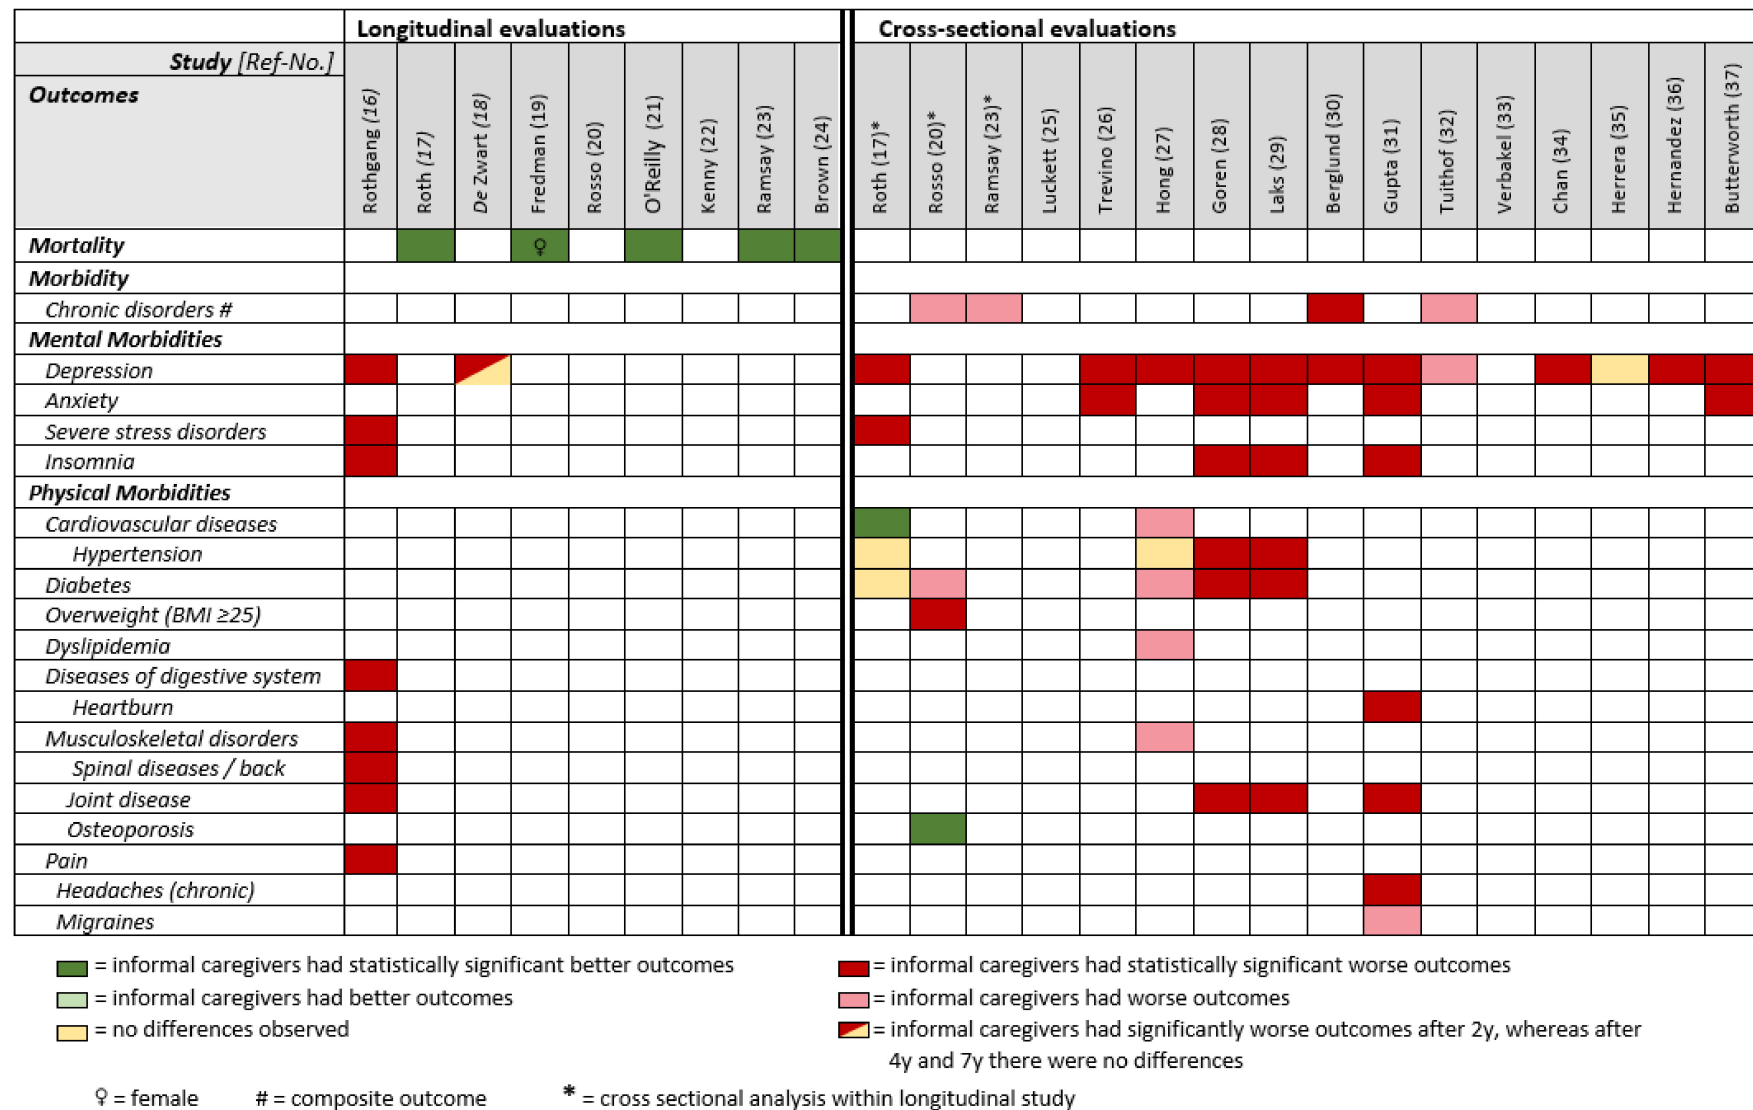 Longitudinal evaluations
Cross-sectional evaluations
Study [Ref-No.]
Outcomes
Rothgang (16)
Roth (17)
De Zwart (18)
Fredman (19)
Rosso (20)
O'Reilly (21)
Kenny (22)
Ramsay (23)
Brown (24)
Roth (17)*
Rosso (20)*
Ramsay (23)*
Luckett (25)
Trevino (26)
Hong (27)
Goren (28)
Laks (29)
Berglund (30)
Gupta (31)
Tuithof (32)
Verbakel (33)
Chan (34)
Herrera (35)
Hernandez (36)
Butterworth (37)
Mortality
♀
Morbidity
Chronic disorders #
Mental Morbidities
Depression
Anxiety
Severe stress disorders
Insomnia
Physical Morbidities
Cardiovascular diseases
Hypertension
Diabetes
Overweight (BMI ≥25)
Dyslipidemia
Diseases of digestive system
Heartburn
Musculoskeletal disorders
Spinal diseases / back
Joint disease
Osteoporosis
Pain
Headaches (chronic)
Migraines
= informal caregivers had statistically significant better outcomes
= informal caregivers had better outcomes
= no differences observed
= informal caregivers had statistically significant worse outcomes
= informal caregivers had worse outcomes
= informal caregivers had significantly worse outcomes after 2y, whereas after
4y and 7y there were no differences
♀ = female # = composite outcome * = cross sectional analysis within longitudinal study